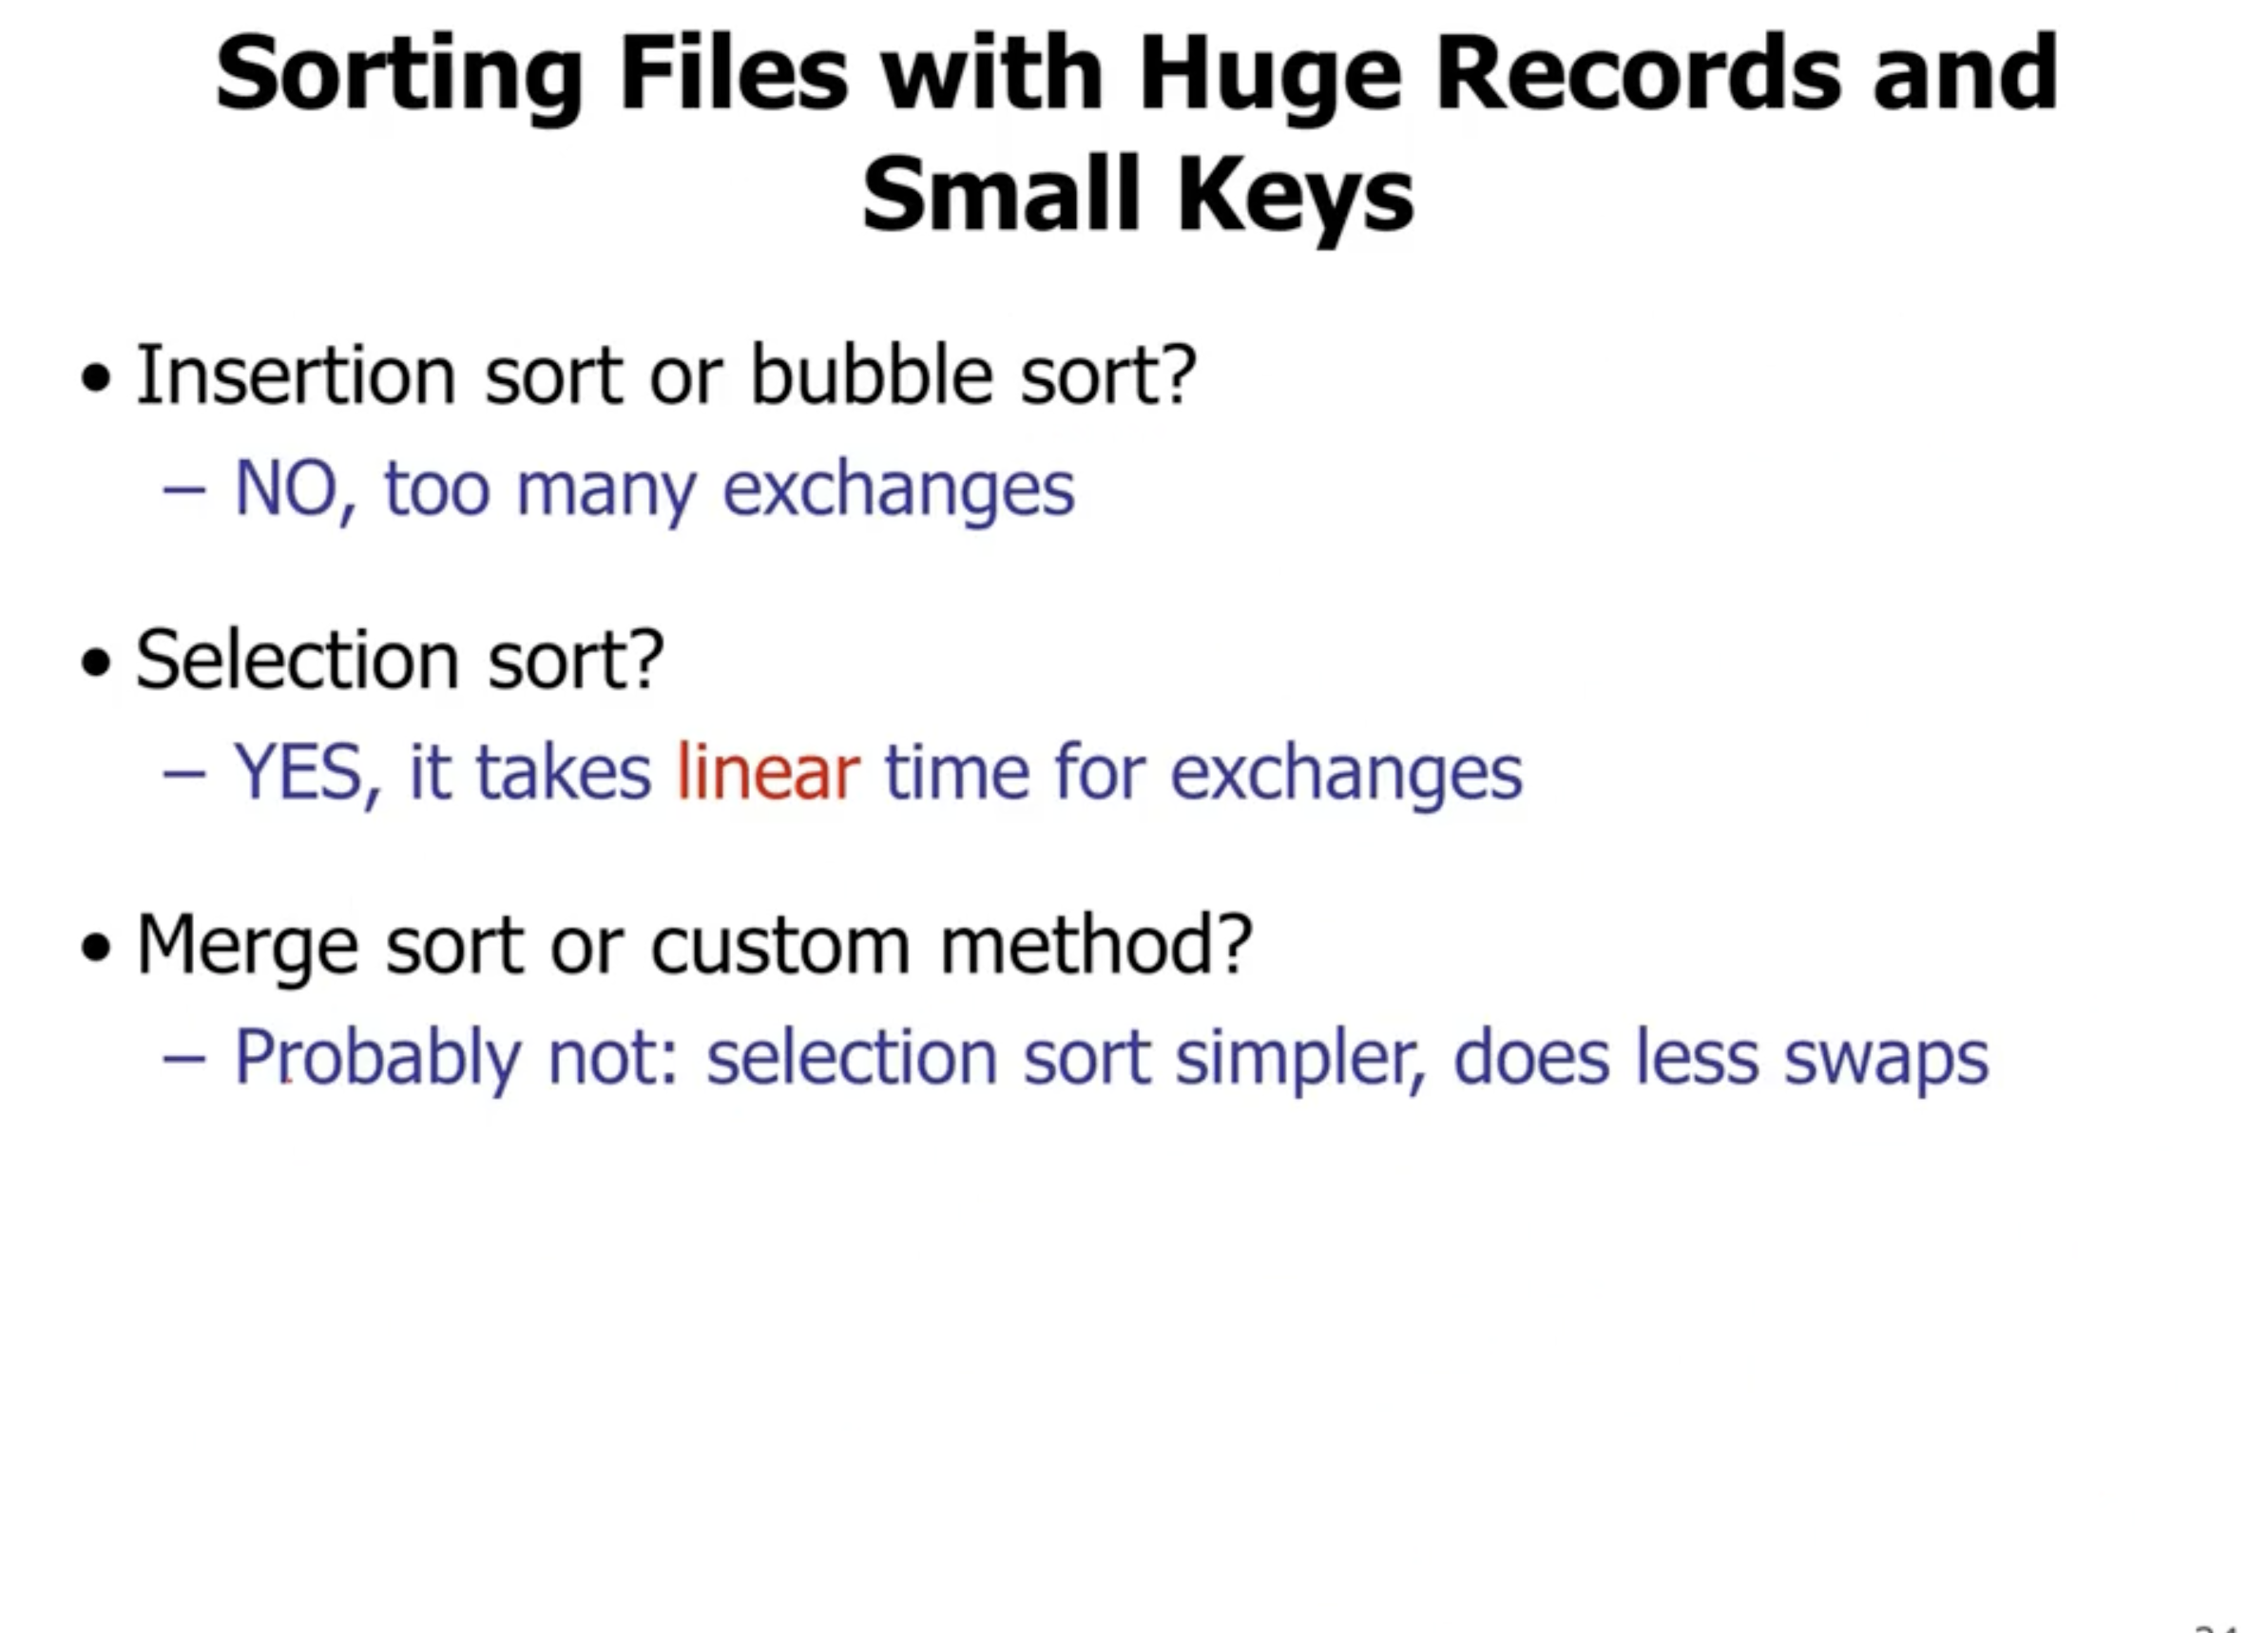 Sorting Files with Huge Records and
Small Keys
• Insertion sort or bubble sort?
– NO, too many exchanges
• Selection sort?
– YES, it takes linear time for exchanges
• Merge sort or custom method?
– Probably not: selection sort simpler, does less swaps